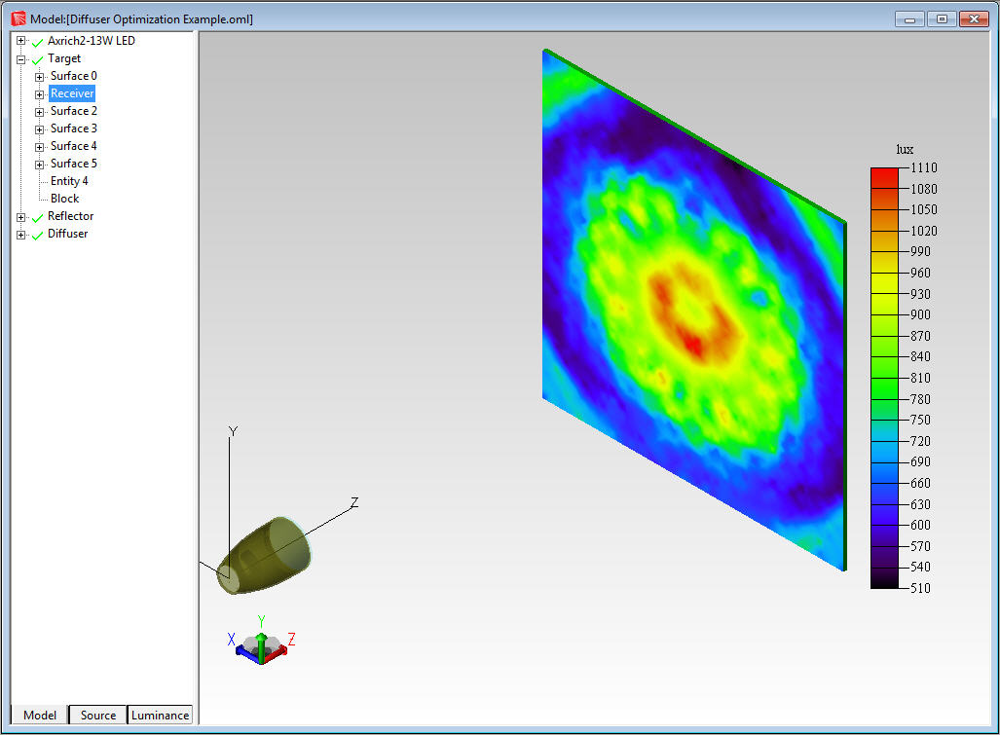 Model:[Diffuser Optimization Example.oml]
Axrich2-13W LED
Target
Surface 0
Receiver
Surface 2
Surface 3
Surface 4
Surface 5
Entity 4
Block
Reflector
Diffuser
lux
1110
1080
1050
1020
990
960
930
900
870
840
810
780
750
720
690
660
630
600
570
540
510
Y
Z
Y
X
Z
Model Source Luminance